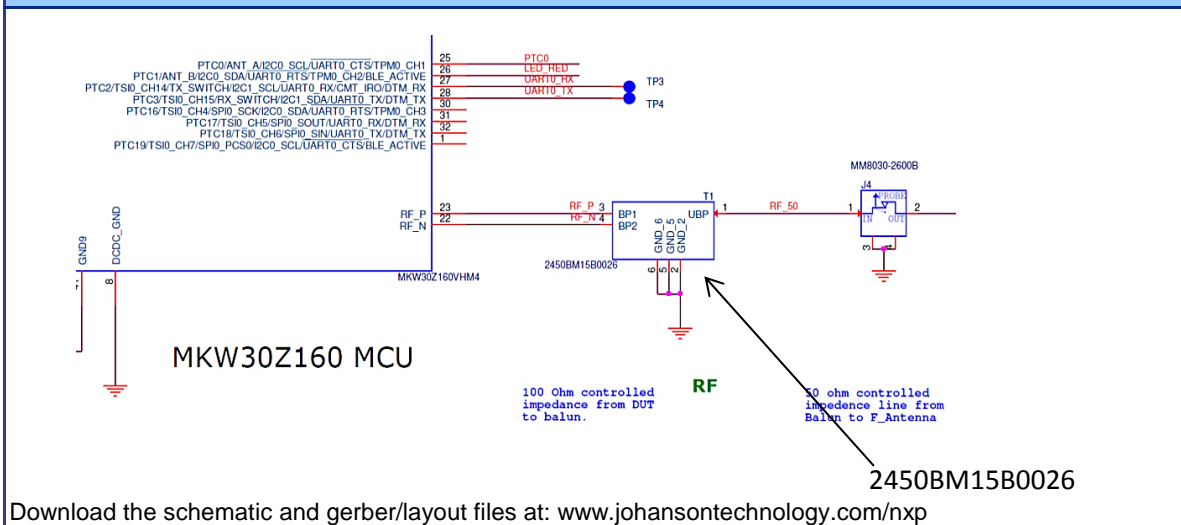 PTC0/ANT_A/I2C0_SCL/UART0_CTS/TPM0_CH1 25 PTC0
PTC1/ANT_B/I2C0_SDA/UART0_RTS/TPM0_CH2/BLE_ACTIVE 26 LED_RED
PTC2/TSI0_CH14/TX_SWITCH/I2C1_SCL/UART0_RX/CMT_IRO/DTM_RX 27 UART0_RX TP3
PTC3/TSI0_CH15/RX_SWITCH/I2C1_SDA/UART0_TX/DTM_TX 28 UART0_TX TP4
PTC16/TSI0_CH4/SPI0_SCK/I2C0_SDA/UART0_RTS/TPM0_CH3 30
PTC17/TSI0_CH5/SPI0_SOUT/UART0_RX/DTM_RX 31
PTC18/TSI0_CH6/SPI0_SIN/UART0_TX/DTM_TX 32
PTC19/TSI0_CH7/SPI0_PCS0/I2C0_SCL/UART0_CTS/BLE_ACTIVE 1
MM8030-2600B
J4
PROBE
1 IN OUT 2
3 4
T1
RF_P 23 RF_P 3 BP1 UBP 1 RF_50
RF_N 22 RF_N 4 BP2
GND_6 GND_5 GND_2
6 5 2
2450BM15B0026
GND9 DCDC_GND
8
MKW30Z160VHM4
MKW30Z160 MCU
RF
100 Ohm controlled
impedance from DUT
to balun.
50 ohm controlled
impedence line from
Balun to F_Antenna
2450BM15B0026
Download the schematic and gerber/layout files at: www.johansontechnology.com/nxp